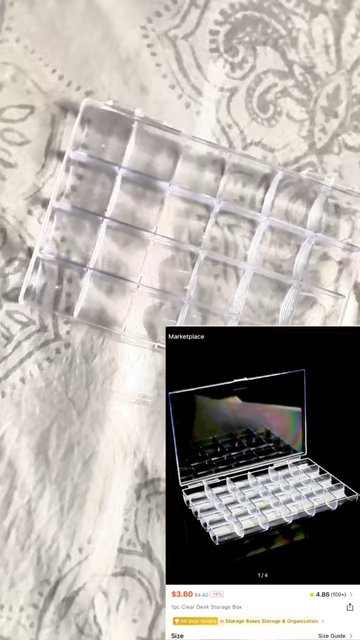 Marketplace
1/4
$3.80 $4.40 -14% 4.86 (100+)
1pc Clear Desk Storage Box
in Storage Boxes Storage & Organization
Size
Size Guide